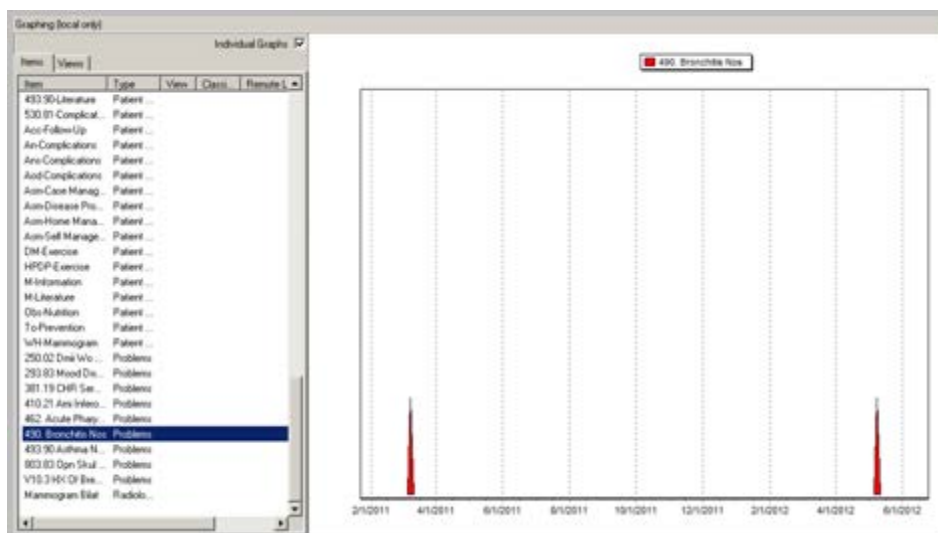 Graphing (local only)
Individual Graphs
Items Views
Item Type View Classi... Remote L
493.90-Literature Patient ...
530.81-Complicat... Patient ...
Acc-Follow-Up Patient ...
An-Complications Patient ...
Anx-Complications Patient ...
Aod-Complications Patient ...
Asm-Case Manag... Patient ...
Asm-Disease Pro... Patient ...
Asm-Home Mana... Patient ...
Asm-Self Manage... Patient ...
DM-Exercise Patient ...
HPDP-Exercise Patient ...
M-Information Patient ...
M-Literature Patient ...
Obs-Nutrition Patient ...
To-Prevention Patient ...
WH-Mammogram Patient ...
250.02 Dmii Wo ... Problems
293.83 Mood Dis... Problems
381.19 CHR Ser... Problems
410.21 Ami Infero... Problems
462. Acute Phary... Problems
490. Bronchitis Nos Problems
493.90 Asthma N... Problems
803.83 Opn Skul ... Problems
V10.3 HX Of Bre... Problems
Mammogram Bilat Radiolo...
490. Bronchitis Nos
2/1/2011 4/1/2011 6/1/2011 8/1/2011 10/1/2011 12/1/2011 2/1/2012 4/1/2012 6/1/2012